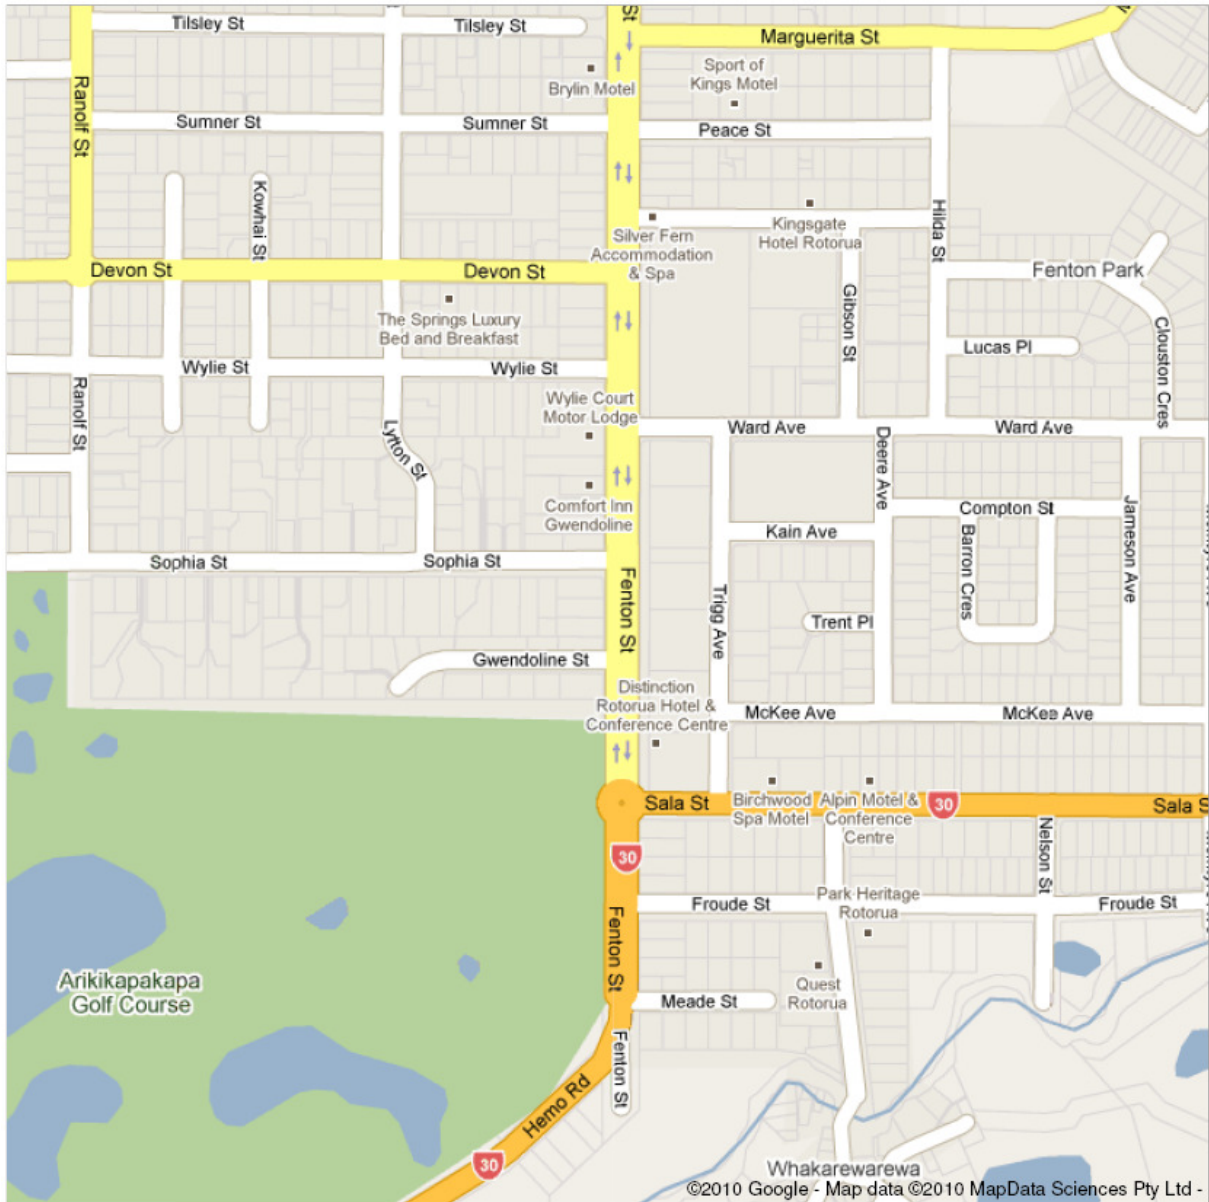 Tilsley St
Tilsley St
St
Marguerita St
Sport of
Kings Motel
Brylin Motel
Ranolf St
Sumner St
Sumner St
Peace St
Kowhai St
Hilda St
Kingsgate
Hotel Rotorua
Silver Fern
Accommodation
& Spa
Devon St
Devon St
Fenton Park
Gibson St
The Springs Luxury
Bed and Breakfast
Lucas Pl
Clouston Cres
Wylie St
Wylie St
Ranolf St
Wylie Court
Motor Lodge
Ward Ave
Ward Ave
Lytton St
Deere Ave
Comfort Inn
Gwendoline
Compton St
Jameson Ave
Kain Ave
Barron Cres
Sophia St
Sophia St
Fenton St
Trigg Ave
Trent Pl
Gwendoline St
Distinction
Rotorua Hotel &
Conference Centre
McKee Ave
McKee Ave
Sala St
Birchwood
Spa Motel
Alpin Motel &
Conference
Centre
30
Sala S
30
Nelson St
Park Heritage
Rotorua
Froude St
Froude St
Fenton St
Arikikapakapa
Golf Course
Quest
Rotorua
Meade St
Fenton St
Hemo Rd
30
Whakarewarewa
©2010 Google - Map data ©2010 MapData Sciences Pty Ltd -